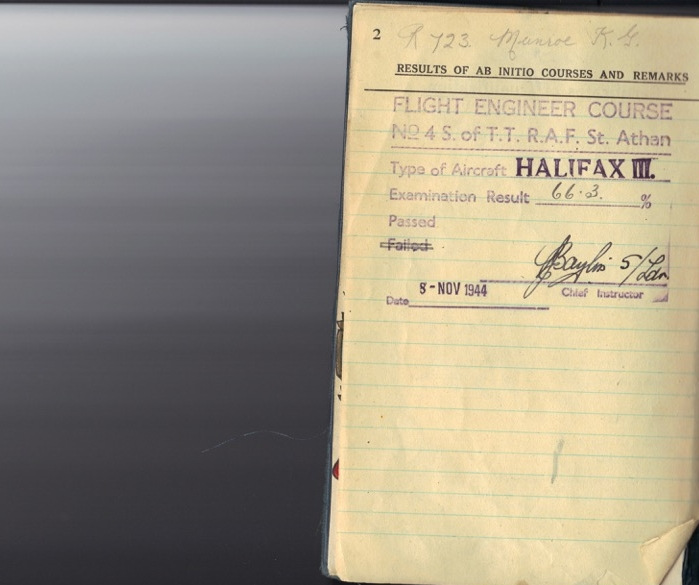 2 R 723. Munroe K. G.
RESULTS OF AB INITIO COURSES AND REMARKS
FLIGHT ENGINEER COURSE
No 4 S. of T.T. R.A.F. St. Athan
Type of Aircraft HALIFAX III.
Examination Result 66.3. %
Passed
Failed
S/Ldr
8-NOV 1944 Chief Instructor
Date